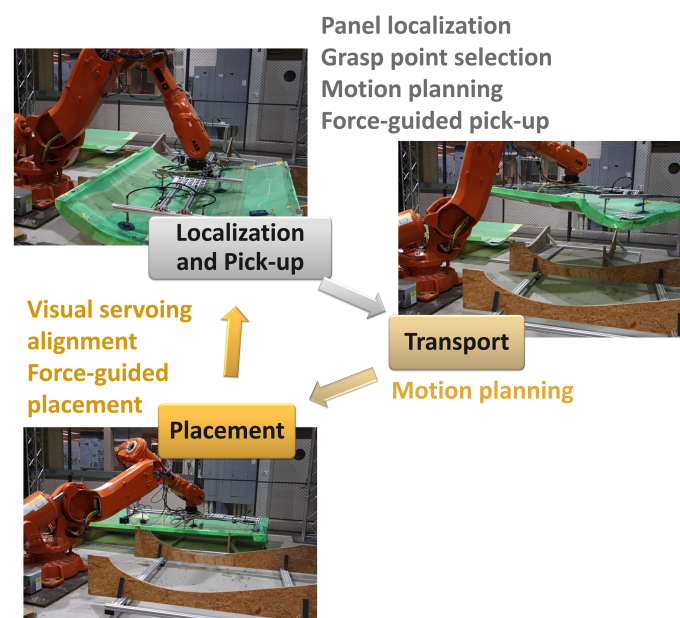 Panel localization
Grasp point selection
Motion planning
Force-guided pick-up
Localization
and Pick-up
Transport
Motion planning
Visual servoing
alignment
Force-guided
placement
Placement